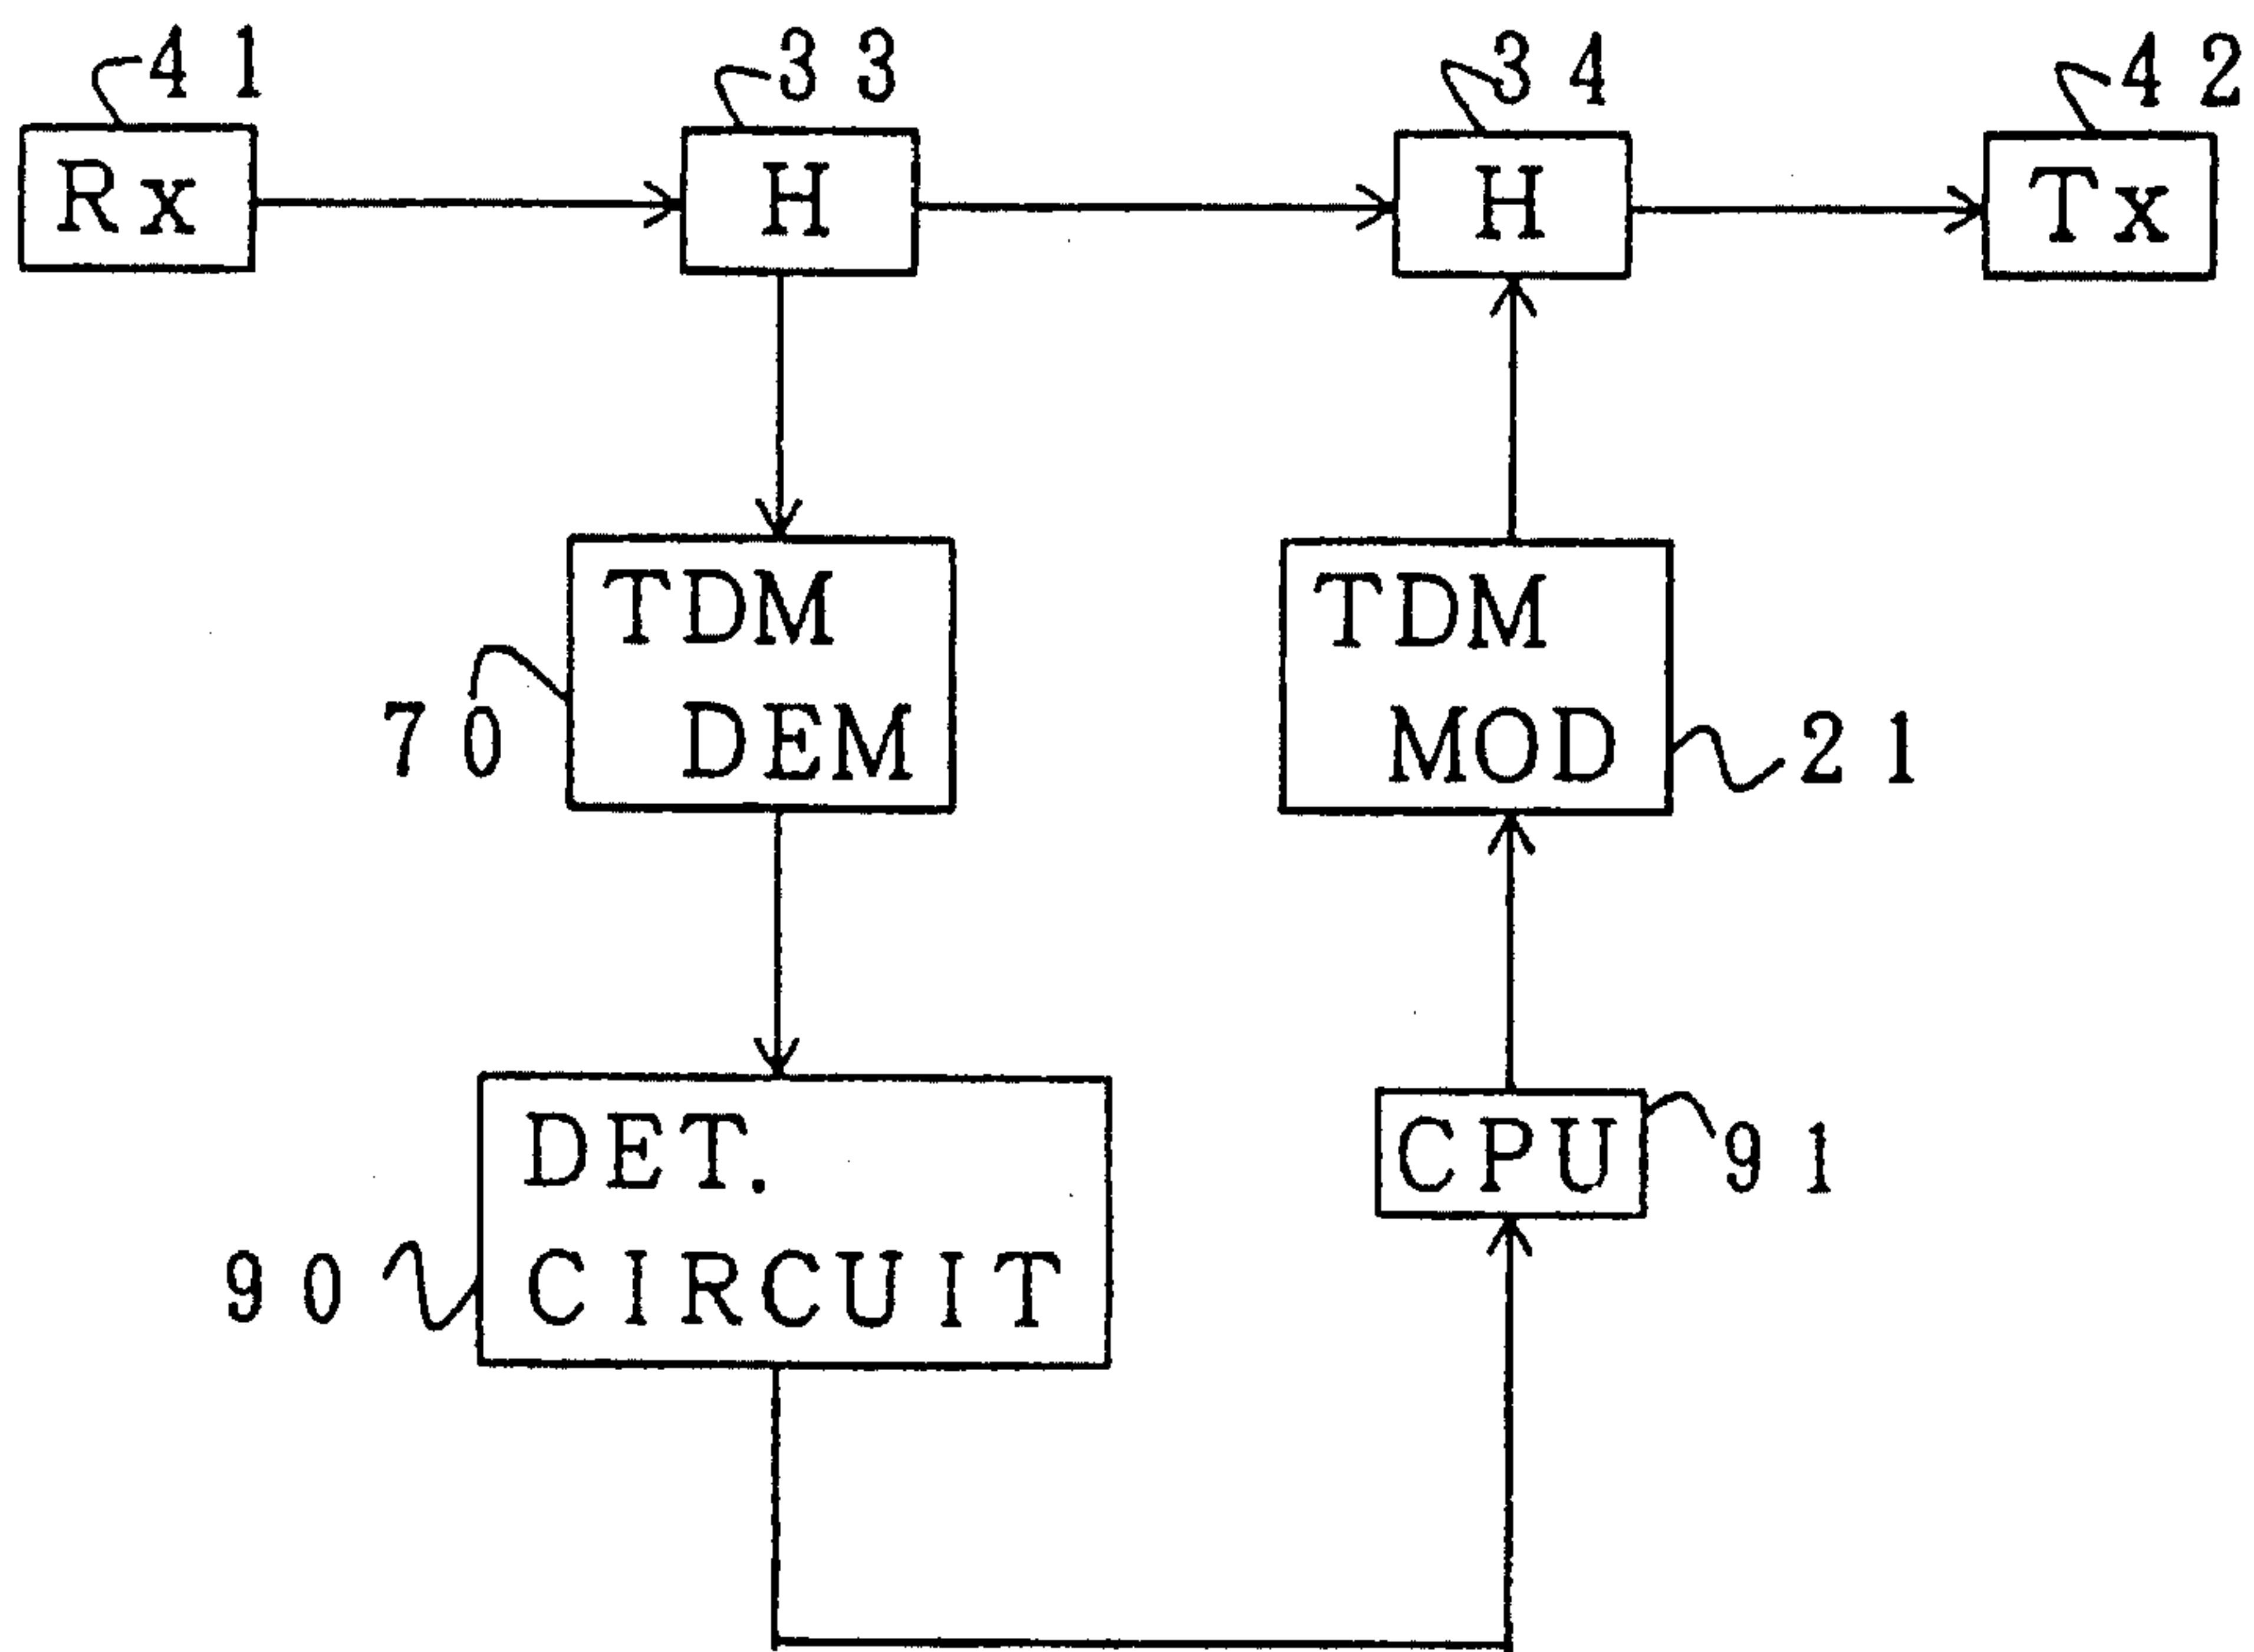 41
33
34
42
Rx
H
H
Tx
TDM
DEM
70
TDM
MOD
21
DET.
CIRCUIT
90
CPU
91